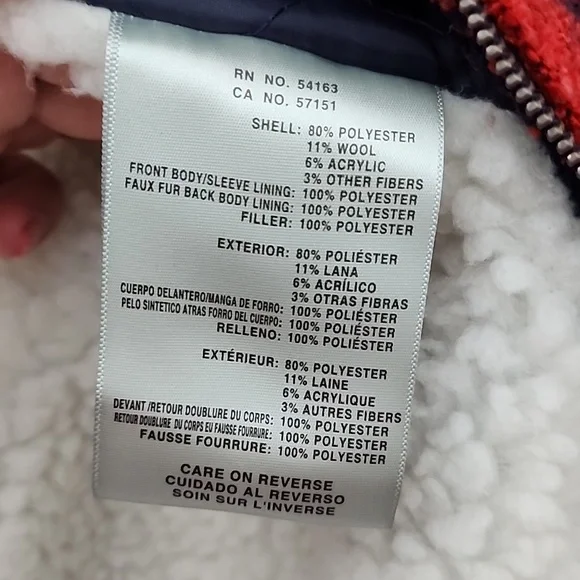 RN NO. 54163
CA NO. 57151
SHELL: 80% POLYESTER
11% WOOL
6% ACRYLIC
3% OTHER FIBERS
FRONT BODY/SLEEVE LINING: 100% POLYESTER
FAUX FUR BACK BODY LINING: 100% POLYESTER
FILLER: 100% POLYESTER
EXTERIOR: 80% POLIÉSTER
11% LANA
6% ACRÍLICO
3% OTRAS FIBRAS
CUERPO DELANTERO/MANGA DE FORRO: 100% POLIÉSTER
PELO SINTETICO ATRAS FORRO DEL CUERPO: 100% POLIÉSTER
RELLENO: 100% POLIÉSTER
EXTÉRIEUR: 80% POLYESTER
11% LAINE
6% ACRYLIQUE
3% AUTRES FIBERS
DEVANT /RETOUR DOUBLURE DU CORPS: 100% POLYESTER
RETOUR DOUBLURE DU CORPS EU FAUSSE FOURRURE: 100% POLYESTER
FAUSSE FOURRURE: 100% POLYESTER
CARE ON REVERSE
CUIDADO AL REVERSO
SOIN SUR L'INVERSE